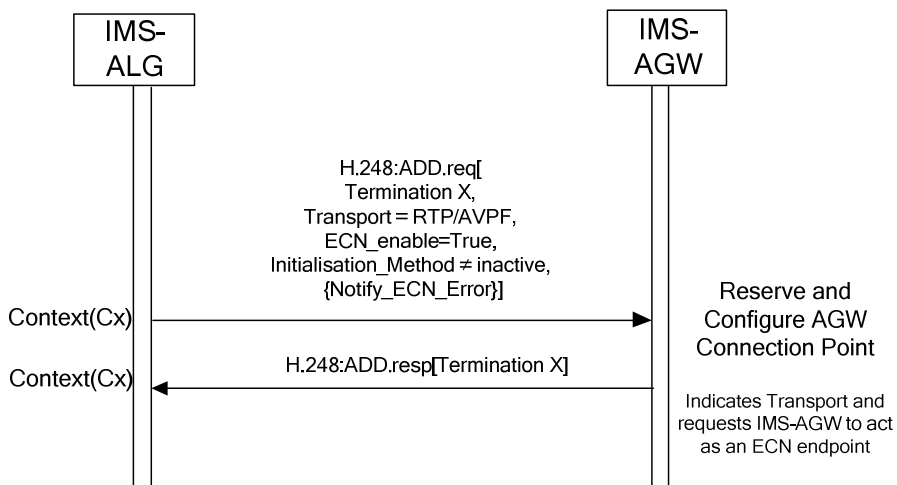 IMS-
ALG
IMS-
AGW
H.248:ADD.req[
Termination X,
Transport = RTP/AVPF,
ECN_enable=True,
Initialisation_Method ≠ inactive,
{Notify_ECN_Error}]
Context(Cx)
Reserve and
Configure AGW
Connection Point
H.248:ADD.resp[Termination X]
Context(Cx)
Indicates Transport and
requests IMS-AGW to act
as an ECN endpoint